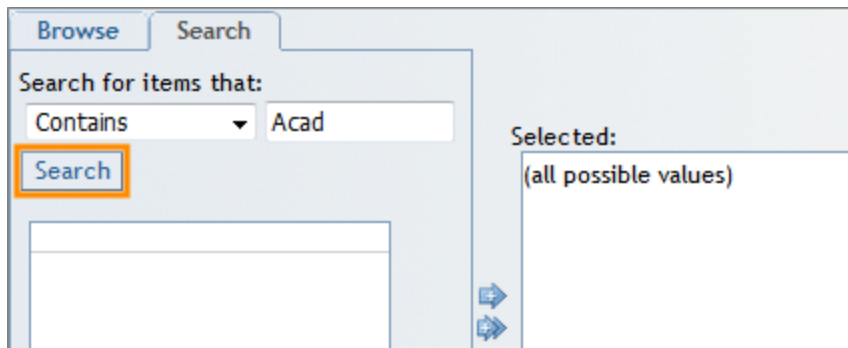 Browse Search
Search for items that:
Contains Acad
Search
Selected:
(all possible values)